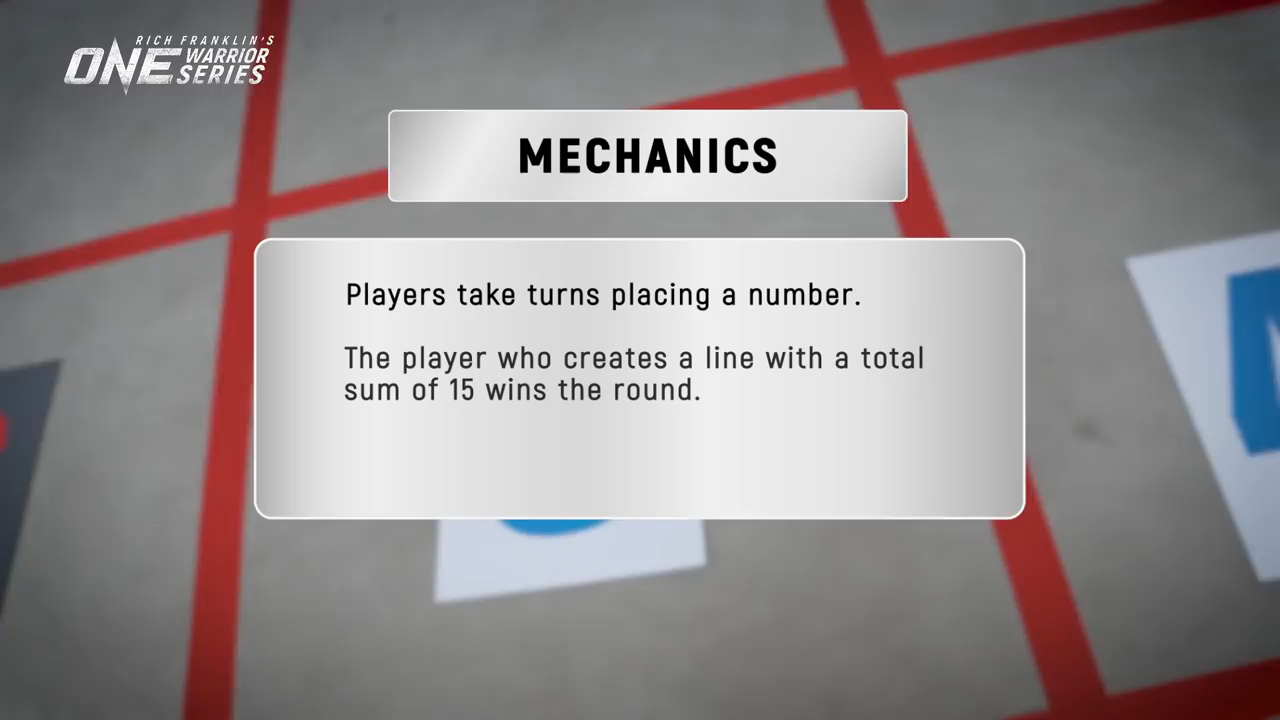 RICH FRANKLIN'S
ONE WARRIOR
SERIES
MECHANICS
Players take turns placing a number.
The player who creates a line with a total
sum of 15 wins the round.